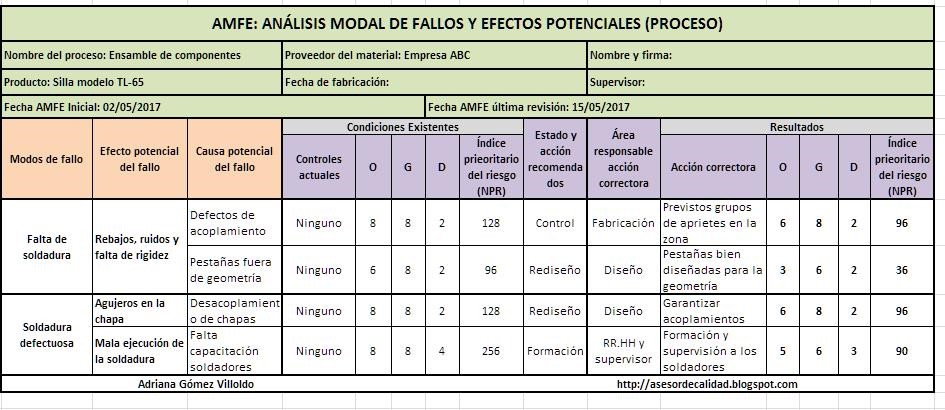 AMFE: ANÁLISIS MODAL DE FALLOS Y EFECTOS POTENCIALES (PROCESO)
Nombre del proceso: Ensamble de componentes Proveedor del material: Empresa ABC Nombre y firma:
Producto: Silla modelo TL-65 Fecha de fabricación: Supervisor:
Fecha AMFE Inicial: 02/05/2017 Fecha AMFE última revisión: 15/05/2017
Modos de fallo
Efecto potencial
del fallo
Causa potencial
del fallo
Condiciones Existentes
Controles
actuales
O G D
Índice
prioritario
del riesgo
(NPR)
Estado y
acción
recomenda
dos
Área
responsable
acción
correctora
Resultados
Acción correctora
O G D
Índice
prioritario
del riesgo
(NPR)
Falta de
soldadura
Rebajos, ruidos y
falta de rigidez
Defectos de
acoplamiento
Ninguno 8 8 2 128 Control Fabricación
Previstos grupos
de aprietes en la
zona
6 8 2 96
Pestañas fuera
de geometría
Ninguno 6 8 2 96 Rediseño Diseño
Pestañas bien
diseñadas para la
geometría
3 6 2 36
Soldadura
defectuosa
Agujeros en la
chapa
Desacoplamient
o de chapas
Ninguno 8 8 2 128 Rediseño Diseño
Garantizar
acoplamientos
6 8 2 96
Mala ejecución de
la soldadura
Falta
capacitación
soldadores
Ninguno 8 8 4 256 Formación
RR.HH y
supervisor
Formación y
supervisión a los
soldadores
5 6 3 90
Adriana Gómez Villoldo http://asesordecalidad.blogspot.com